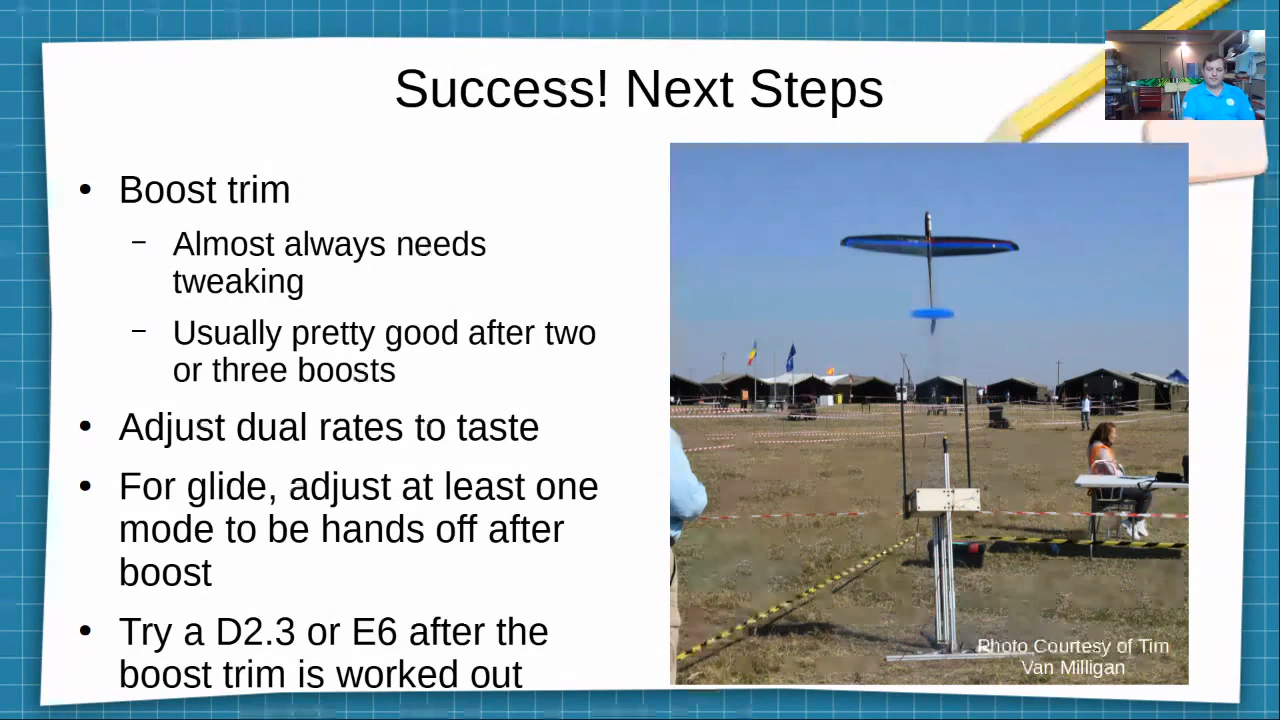 Success! Next Steps
• Boost trim
– Almost always needs
tweaking
– Usually pretty good after two
or three boosts
• Adjust dual rates to taste
• For glide, adjust at least one
mode to be hands off after
boost
• Try a D2.3 or E6 after the
boost trim is worked out
Photo Courtesy of Tim
Van Milligan